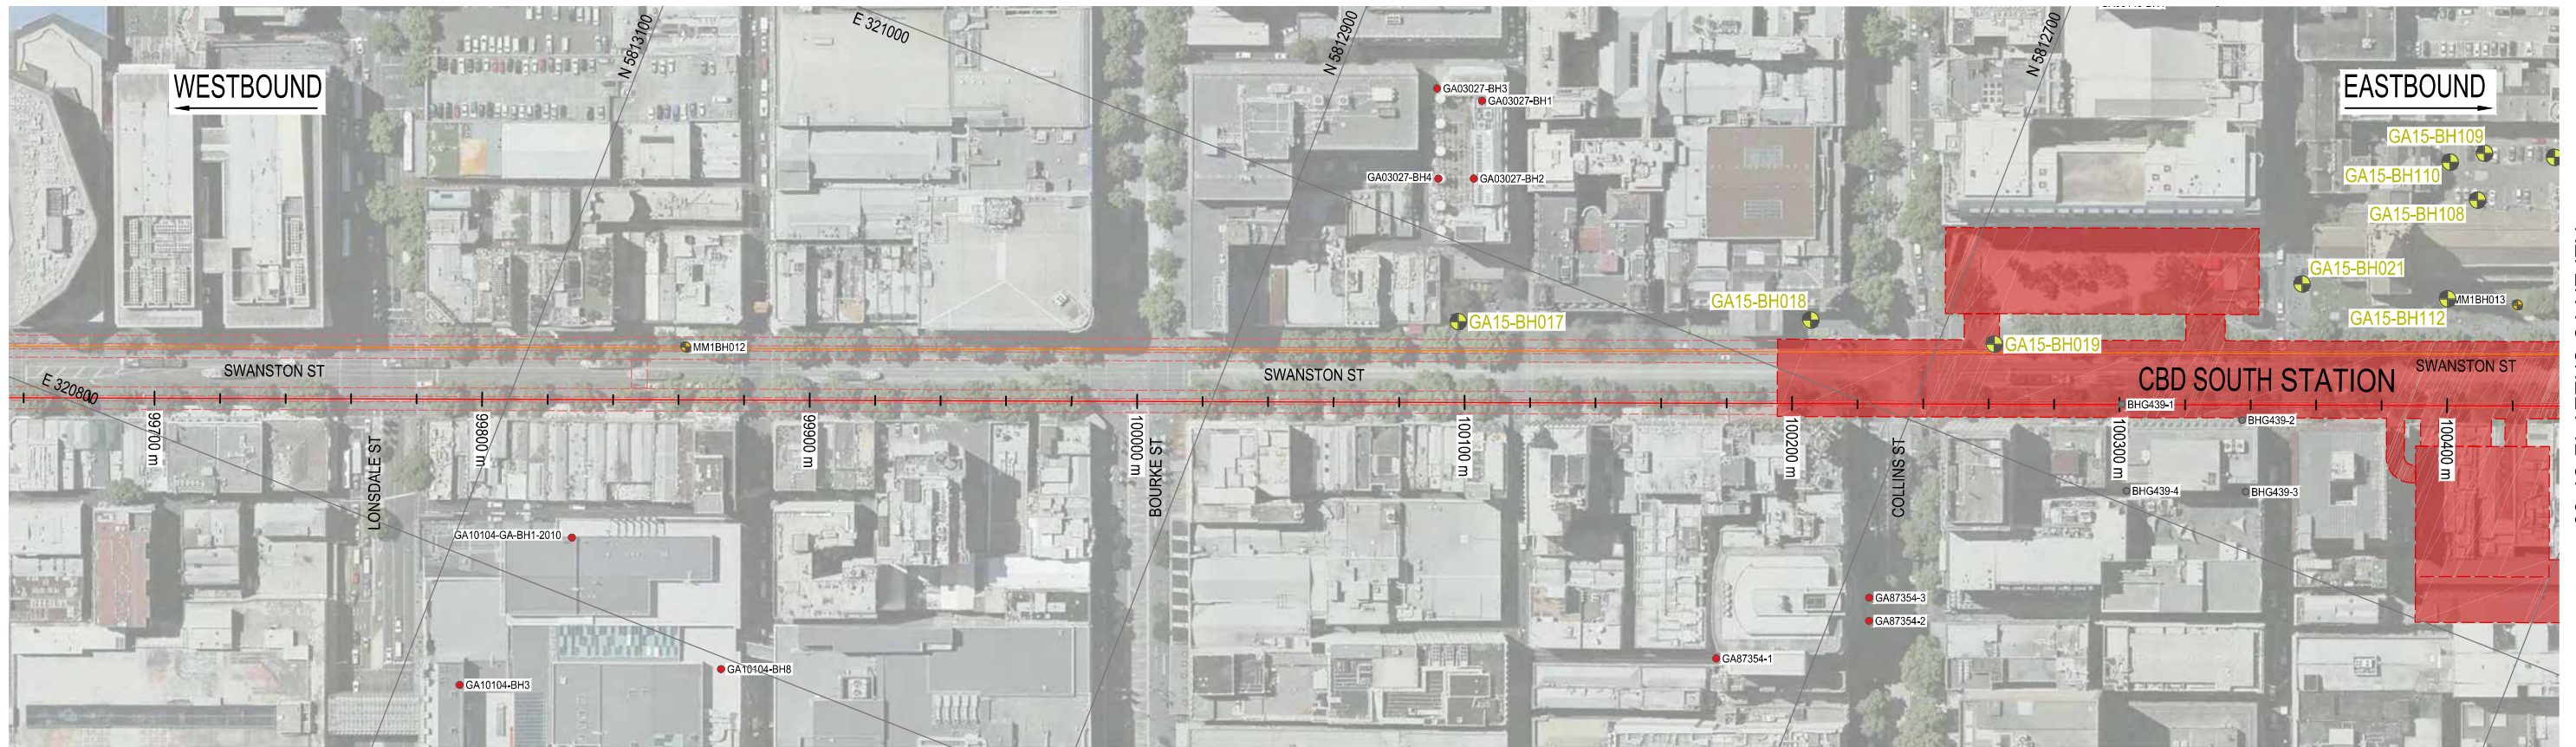 WESTBOUND
N 5813100
E 321000
N 5812900
N 5812700
EASTBOUND
GA03027-BH3
GA03027-BH1
GA03027-BH4
GA03027-BH2
GA15-BH109
GA15-BH110
GA15-BH108
GA15-BH021
MM1BH013
GA15-BH112
GA15-BH017
GA15-BH018
GA15-BH019
MM1BH012
SWANSTON ST
SWANSTON ST
SWANSTON ST
CBD SOUTH STATION
E 320800
BHG439-1
BHG439-2
99700 m
99800 m
99900 m
100000 m
100100 m
100200 m
100300 m
100400 m
LONSDALE ST
BOURKE ST
COLLINS ST
BHG439-4
BHG439-3
GA10104-GA-BH1-2010
GA87354-3
GA87354-2
GA87354-1
GA10104-BH8
GA10104-BH3